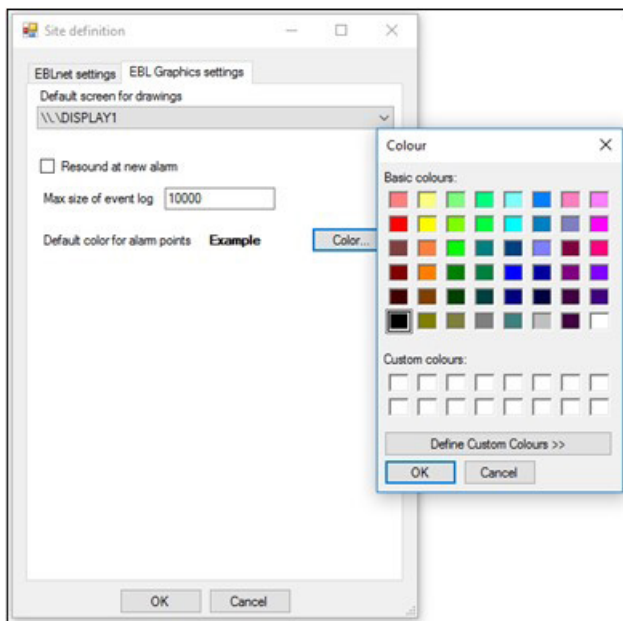 Site definition
EBLnet settings EBL Graphics settings
Default screen for drawings
\\.\DISPLAY1
Resound at new alarm
Max size of event log 10000
Default color for alarm points Example Color...
OK Cancel
Colour
Basic colours:
Custom colours:
Define Custom Colours >>
OK Cancel